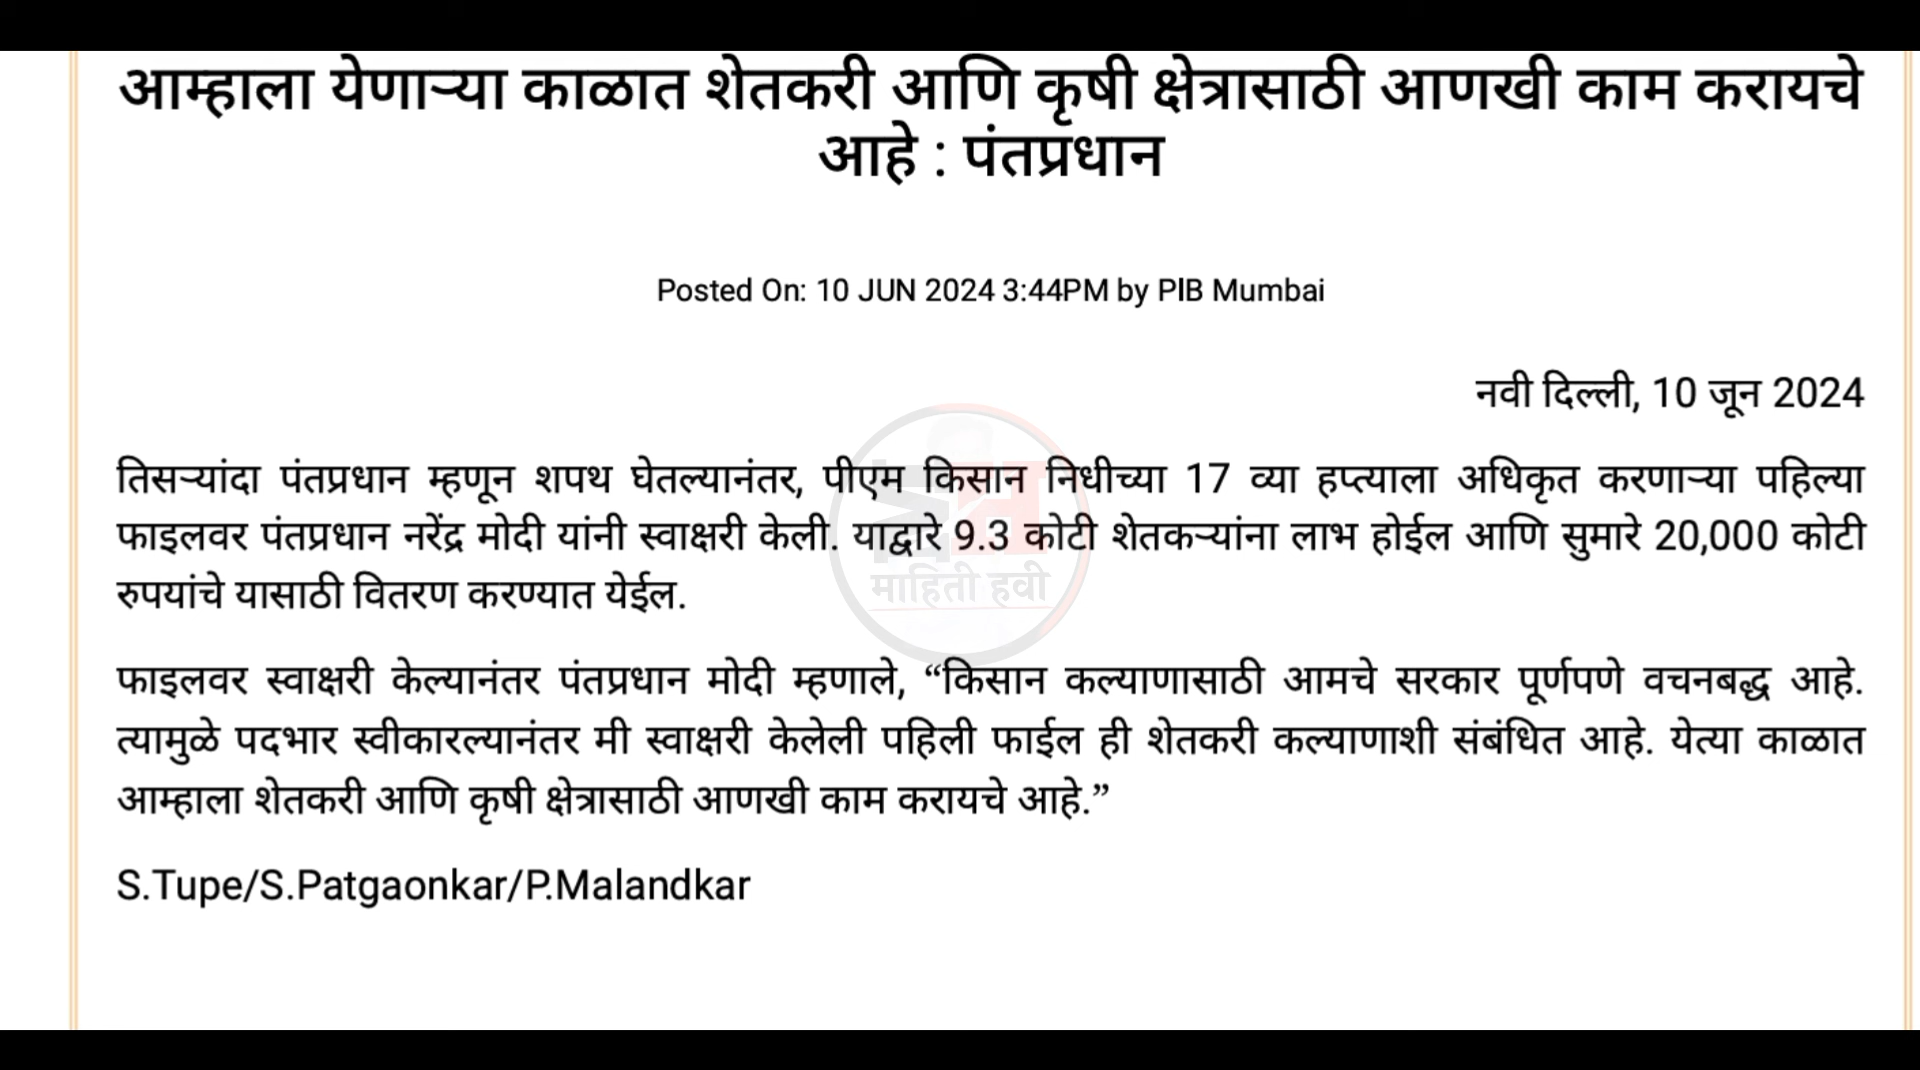 आम्हाला येणाऱ्या काळात शेतकरी आणि कृषी क्षेत्रासाठी आणखी काम करायचे
आहे : पंतप्रधान
Posted On: 10 JUN 2024 3:44PM by PIB Mumbai
नवी दिल्ली, 10 जून 2024
तिसऱ्यांदा पंतप्रधान म्हणून शपथ घेतल्यानंतर, पीएम किसान निधीच्या 17 व्या हप्त्याला अधिकृत करणाऱ्या पहिल्या
फाइलवर पंतप्रधान नरेंद्र मोदी यांनी स्वाक्षरी केली. याद्वारे 9.3 कोटी शेतकऱ्यांना लाभ होईल आणि सुमारे 20,000 कोटी
रुपयांचे यासाठी वितरण करण्यात येईल.
माहिती हवी
फाइलवर स्वाक्षरी केल्यानंतर पंतप्रधान मोदी म्हणाले, “किसान कल्याणासाठी आमचे सरकार पूर्णपणे वचनबद्ध आहे.
त्यामुळे पदभार स्वीकारल्यानंतर मी स्वाक्षरी केलेली पहिली फाईल ही शेतकरी कल्याणाशी संबंधित आहे. येत्या काळात
आम्हाला शेतकरी आणि कृषी क्षेत्रासाठी आणखी काम करायचे आहे.”
S.Tupe/S.Patgaonkar/P.Malandkar